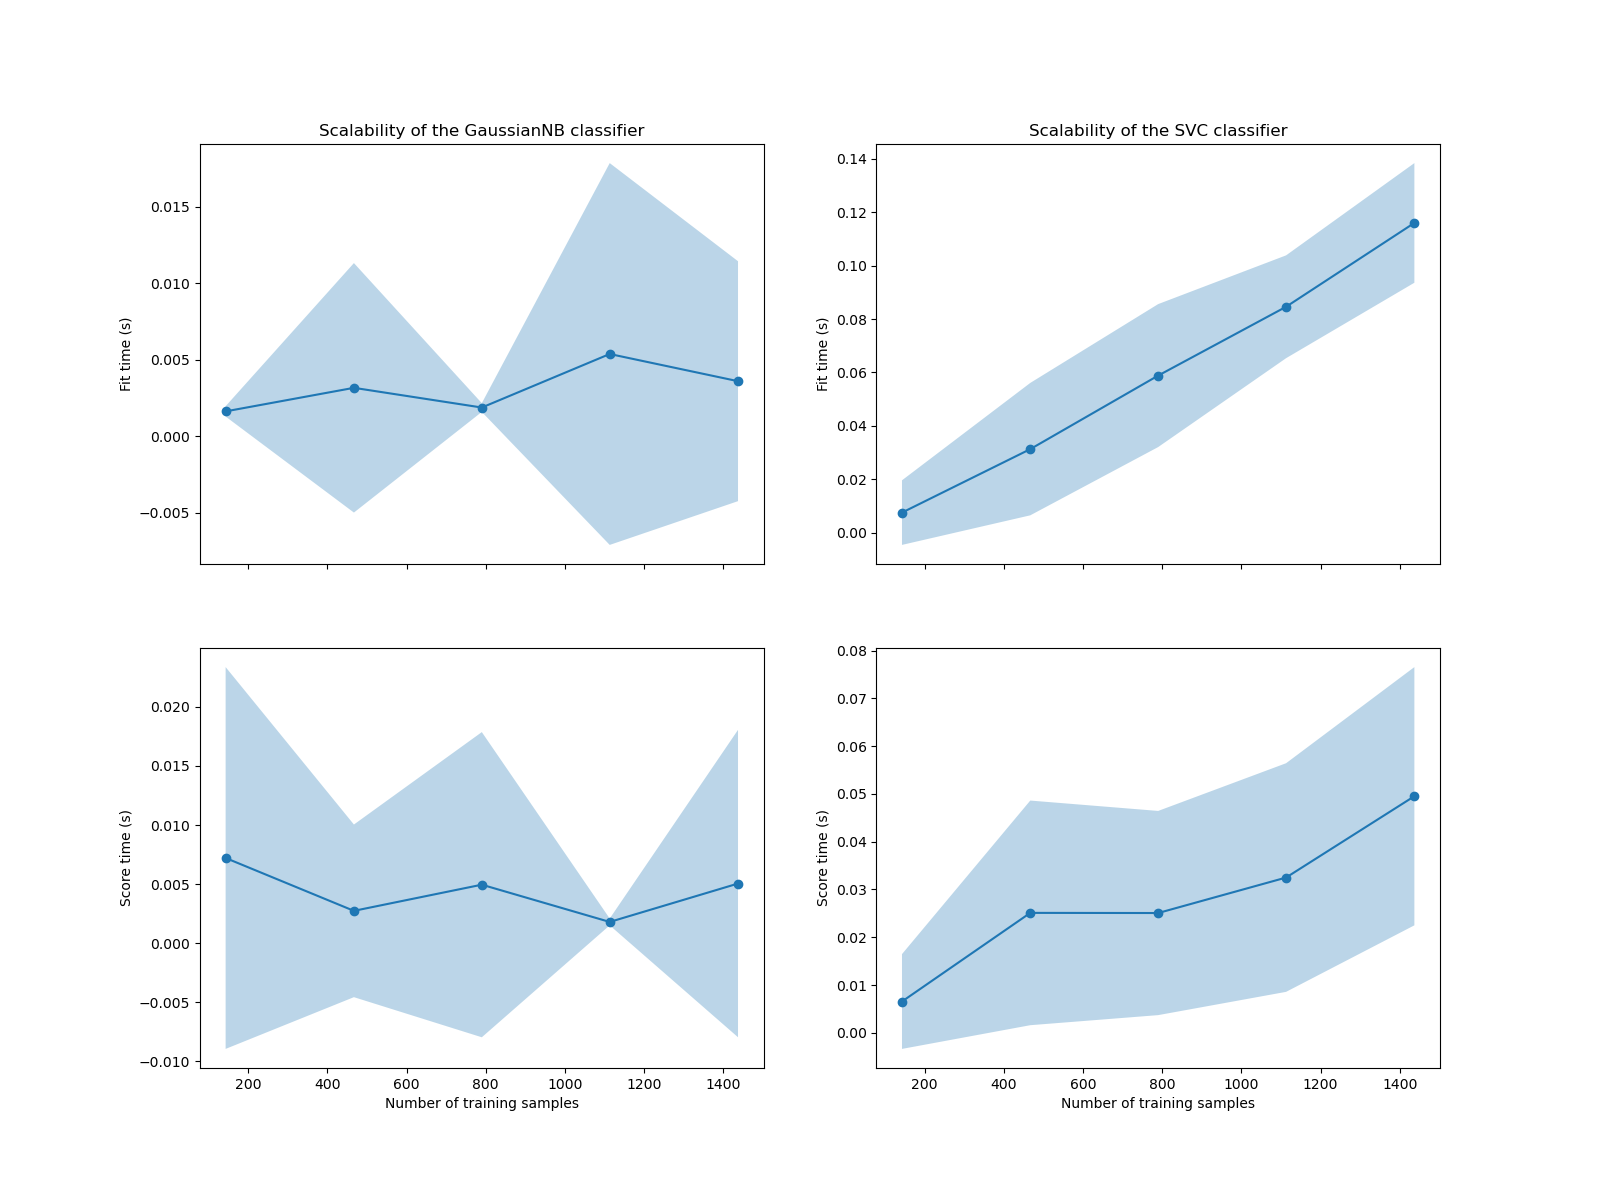 Scalability of the GaussianNB classifier
0.015
0.010
0.005
0.000
−0.005
Fit time (s)
Scalability of the SVC classifier
0.14
0.12
0.10
0.08
0.06
0.04
0.02
0.00
Fit time (s)
0.020
0.015
0.010
0.005
0.000
−0.005
−0.010
Score time (s)
200 400 600 800 1000 1200 1400
Number of training samples
0.08
0.07
0.06
0.05
0.04
0.03
0.02
0.01
0.00
Score time (s)
200 400 600 800 1000 1200 1400
Number of training samples